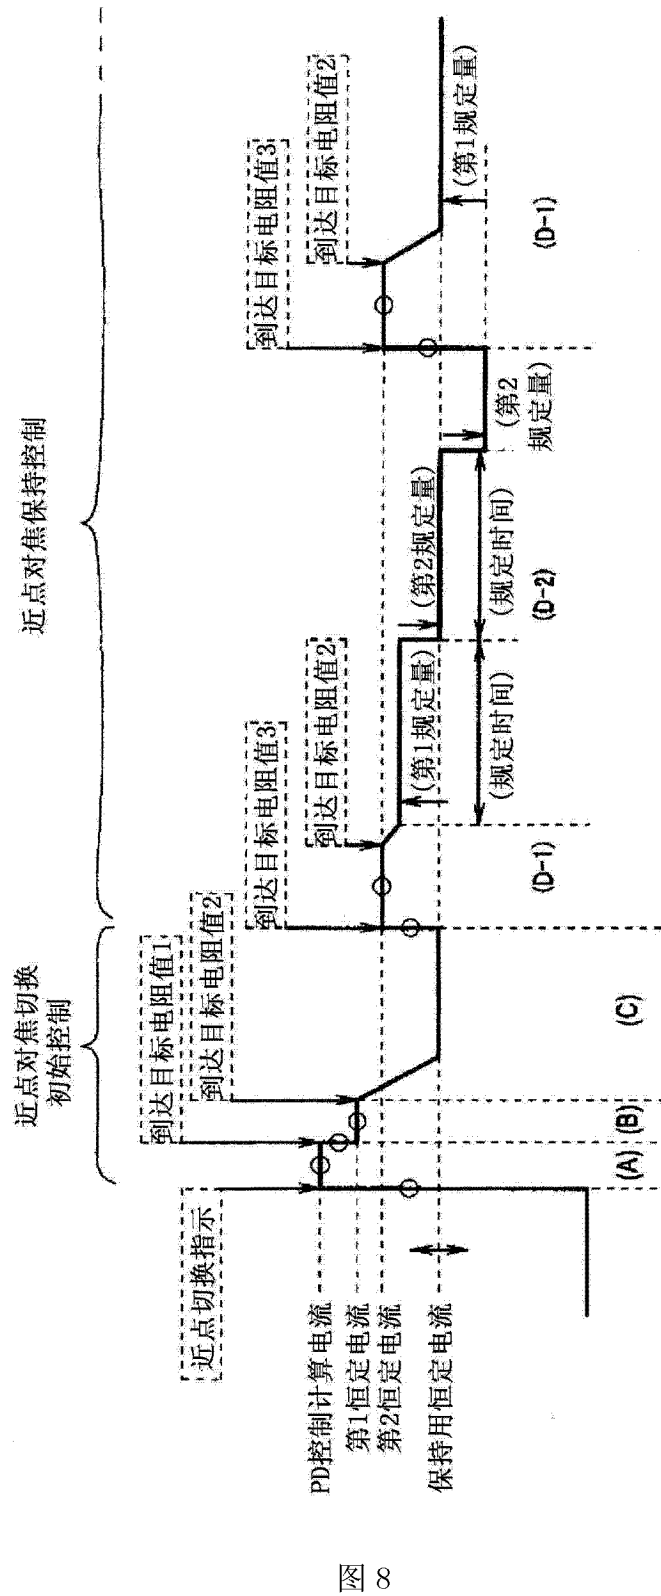 近点对焦切换
初始控制
近点对焦保持控制
近点切换指示
到达目标电阻值1
到达目标电阻值2
到达目标电阻值3
到达目标电阻值2
到达目标电阻值3
到达目标电阻值2
PD控制计算电流
第1恒定电流
第2恒定电流
保持用恒定电流
(第1规定量)
(第2规定量)
(第2
规定量)
(第1规定量)
(规定时间)
(规定时间)
(A)
(B)
(C)
(D-1)
(D-2)
(D-1)
图 8